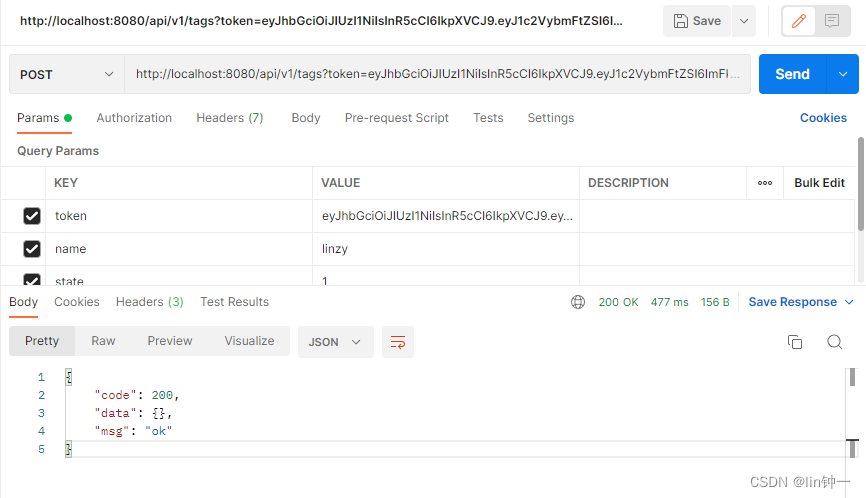 http://localhost:8080/api/v1/tags?token=eyJhbGciOiJIUzI1NiIsInR5cCI6IkpXVCJ9.eyJ1c2VybmFtZSI6I...
Save
POST
http://localhost:8080/api/v1/tags?token=eyJhbGciOiJIUzI1NiIsInR5cCI6IkpXVCJ9.eyJ1c2VybmFtZSI6ImFl...
Send
Params Authorization Headers (7) Body Pre-request Script Tests Settings Cookies
Query Params
KEY VALUE DESCRIPTION Bulk Edit
token eyJhbGciOiJIUzI1NiIsInR5cCI6IkpXVCJ9.ey...
name linzy
state 1
Body Cookies Headers (3) Test Results 200 OK 477 ms 156 B Save Response
Pretty Raw Preview Visualize JSON
1 {
2 "code": 200,
3 "data": {},
4 "msg": "ok"
5 }
CSDN @lin钟一